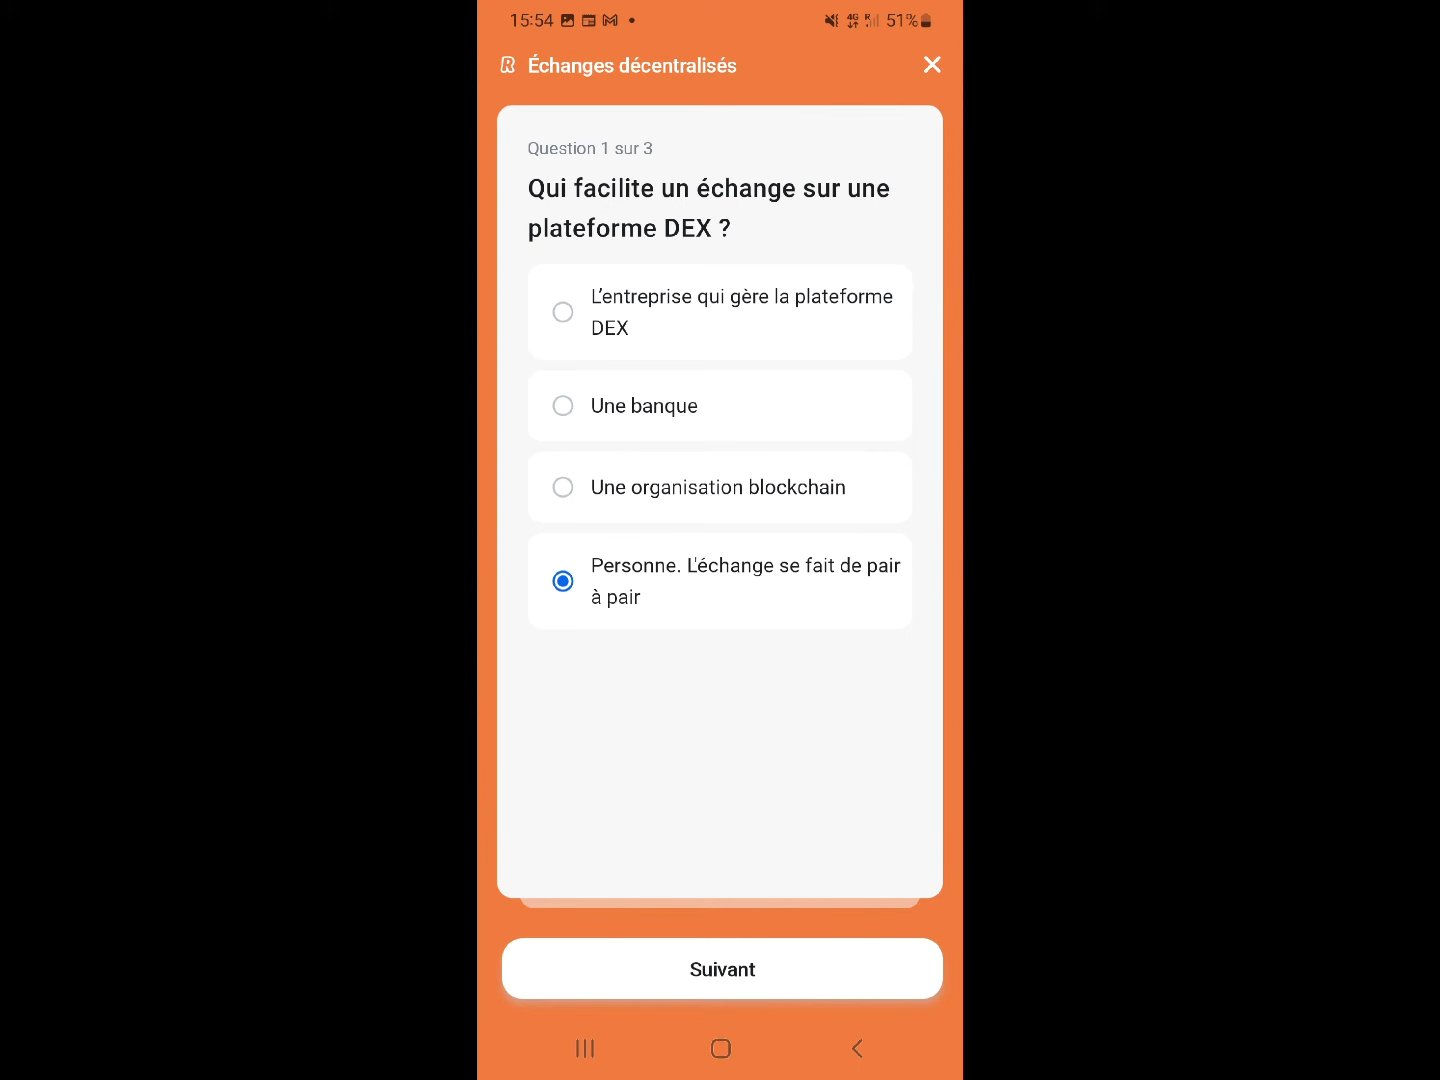 15:54 4G R 51%
R Échanges décentralisés
Question 1 sur 3
Qui facilite un échange sur une
plateforme DEX ?
L’entreprise qui gère la plateforme
DEX
Une banque
Une organisation blockchain
Personne. L'échange se fait de pair
à pair
Suivant